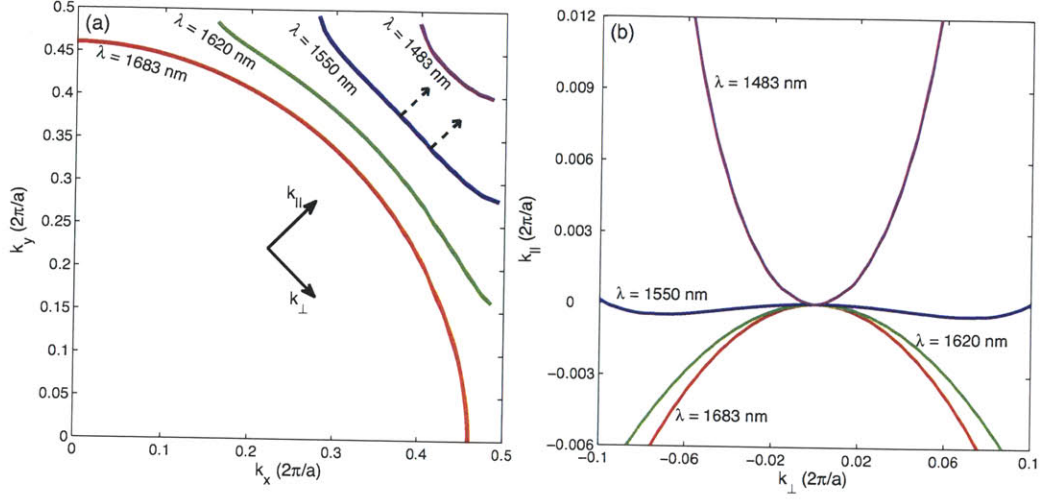 (a)
0.5
0.45
0.4
0.35
0.3
0.25
0.2
0.15
0.1
0.05
0
k_y (2π/a)
λ = 1683 nm
λ = 1620 nm
λ = 1550 nm
λ = 1483 nm
k_||
k_⊥
0 0.1 0.2 0.3 0.4 0.5
k_x (2π/a)
(b)
0.012
0.009
0.006
0.003
0
−0.003
−0.006
k_|| (2π/a)
λ = 1483 nm
λ = 1550 nm
λ = 1620 nm
λ = 1683 nm
−0.1 −0.06 −0.02 0.02 0.06 0.1
k_⊥ (2π/a)